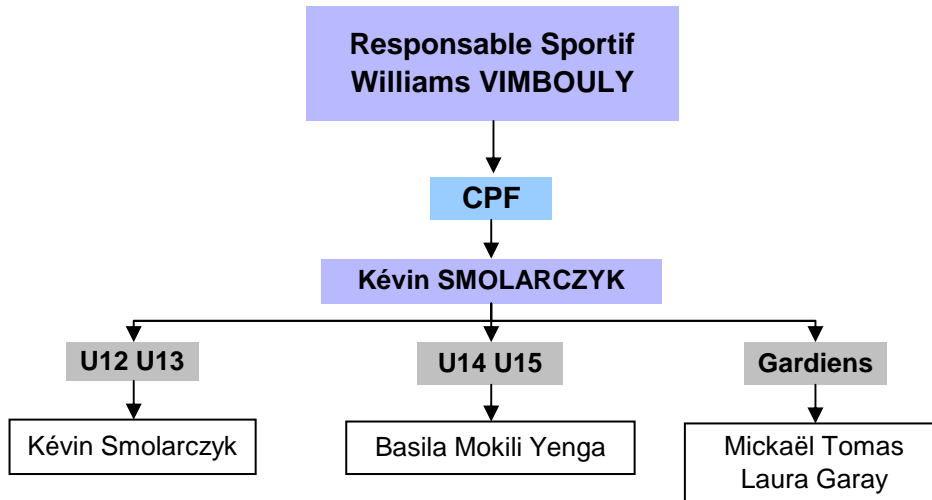 Responsable Sportif
Williams VIMBOULY
CPF
Kévin SMOLARCZYK
U12 U13
U14 U15
Gardiens
Kévin Smolarczyk
Basila Mokili Yenga
Mickaël Tomas
Laura Garay